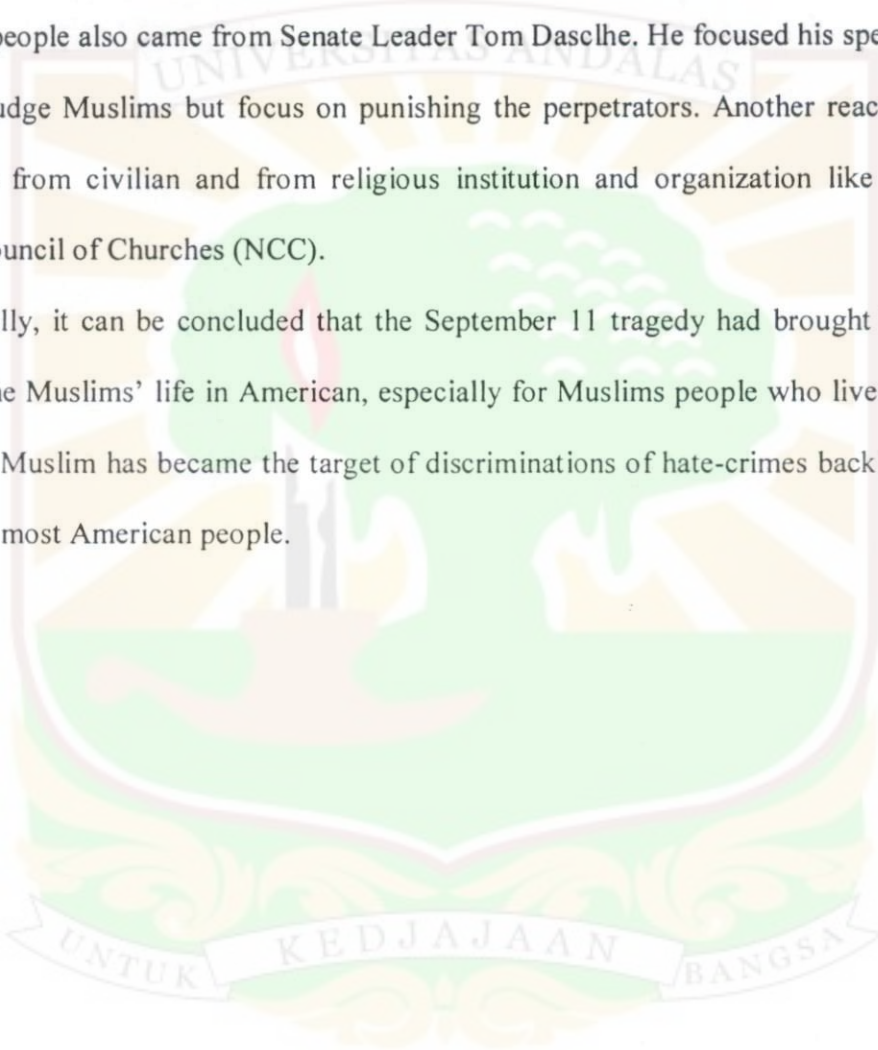 people also came from Senate Leader Tom Dasclhe. He focused his spe
udge Muslims but focus on punishing the perpetrators. Another reac
from civilian and from religious institution and organization like
ouncil of Churches (NCC).
lly, it can be concluded that the September 11 tragedy had brought
e Muslims' life in American, especially for Muslims people who live
Muslim has became the target of discriminations of hate-crimes back
most American people.
UNIVERSITAS ANDALAS
UNTUK KEDJAJAAN BANGSA